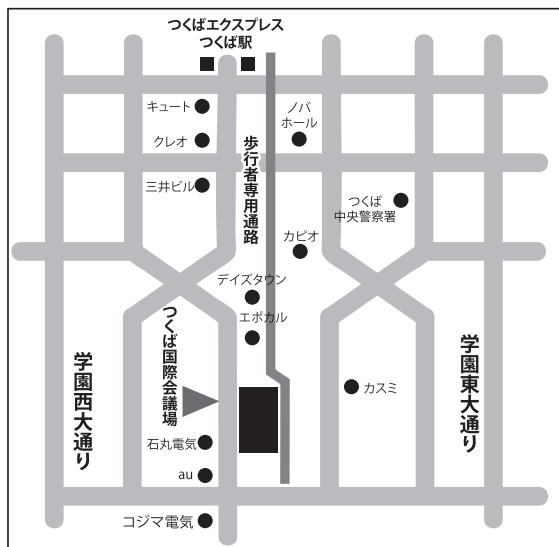 つくばエクスプレス
つくば駅
キュート
ノバ
ホール
クレオ
歩行者専用通路
三井ビル
つくば
中央警察署
カピオ
デイズタウン
エポカル
つくば国際会議場
学園西大通り
学園東大通り
カスミ
石丸電気
au
コジマ電気